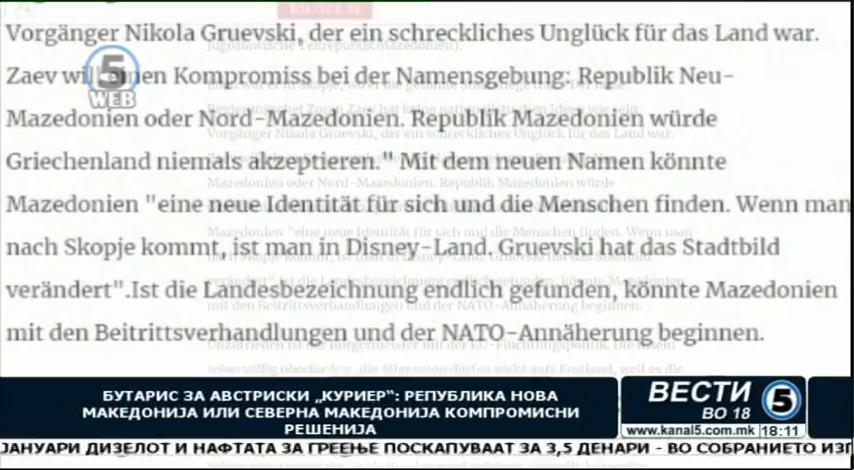 Vorgänger Nikola Gruevski, der ein schreckliches Unglück für das Land war.
Zaev will einen Kompromiss bei der Namensgebung: Republik Neu-
Mazedonien oder Nord-Mazedonien. Republik Mazedonien würde
Griechenland niemals akzeptieren." Mit dem neuen Namen könnte
Mazedonien "eine neue Identität für sich und die Menschen finden. Wenn man
nach Skopje kommt, ist man in Disney-Land. Gruevski hat das Stadtbild
verändert".Ist die Landesbezeichnung endlich gefunden, könnte Mazedonien
mit den Beitrittsverhandlungen und der NATO-Annäherung beginnen.
5
WEB
БУТАРИС ЗА АВСТРИСКИ „КУРИЕР“: РЕПУБЛИКА НОВА
МАКЕДОНИЈА ИЛИ СЕВЕРНА МАКЕДОНИЈА КОМПРОМИСНИ
РЕШЕНИЈА
ВЕСТИ 5
ВО 18
www.kanal5.com.mk 18:11
ЈАНУАРИ ДИЗЕЛОТ И НАФТАТА ЗА ГРЕЕЊЕ ПОСКАПУВААТ ЗА 3,5 ДЕНАРИ - ВО СОБРАНИЕТО